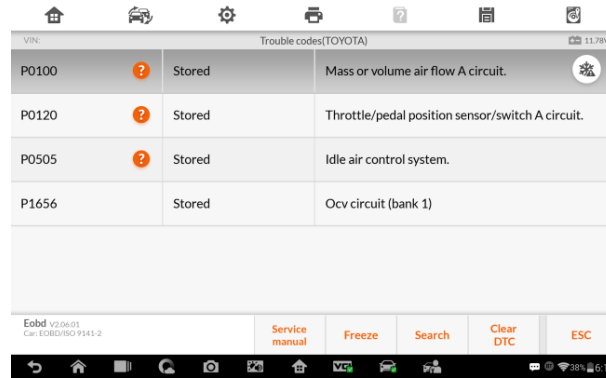 VIN:
Trouble codes(TOYOTA)
11.78V
P0100 ? Stored Mass or volume air flow A circuit.
P0120 ? Stored Throttle/pedal position sensor/switch A circuit.
P0505 ? Stored Idle air control system.
P1656 Stored Ocv circuit (bank 1)
Eobd V2.06.01
Car: EOBD/ISO 9141-2
Service
manual
Freeze
Search
Clear
DTC
ESC
VCI
38%